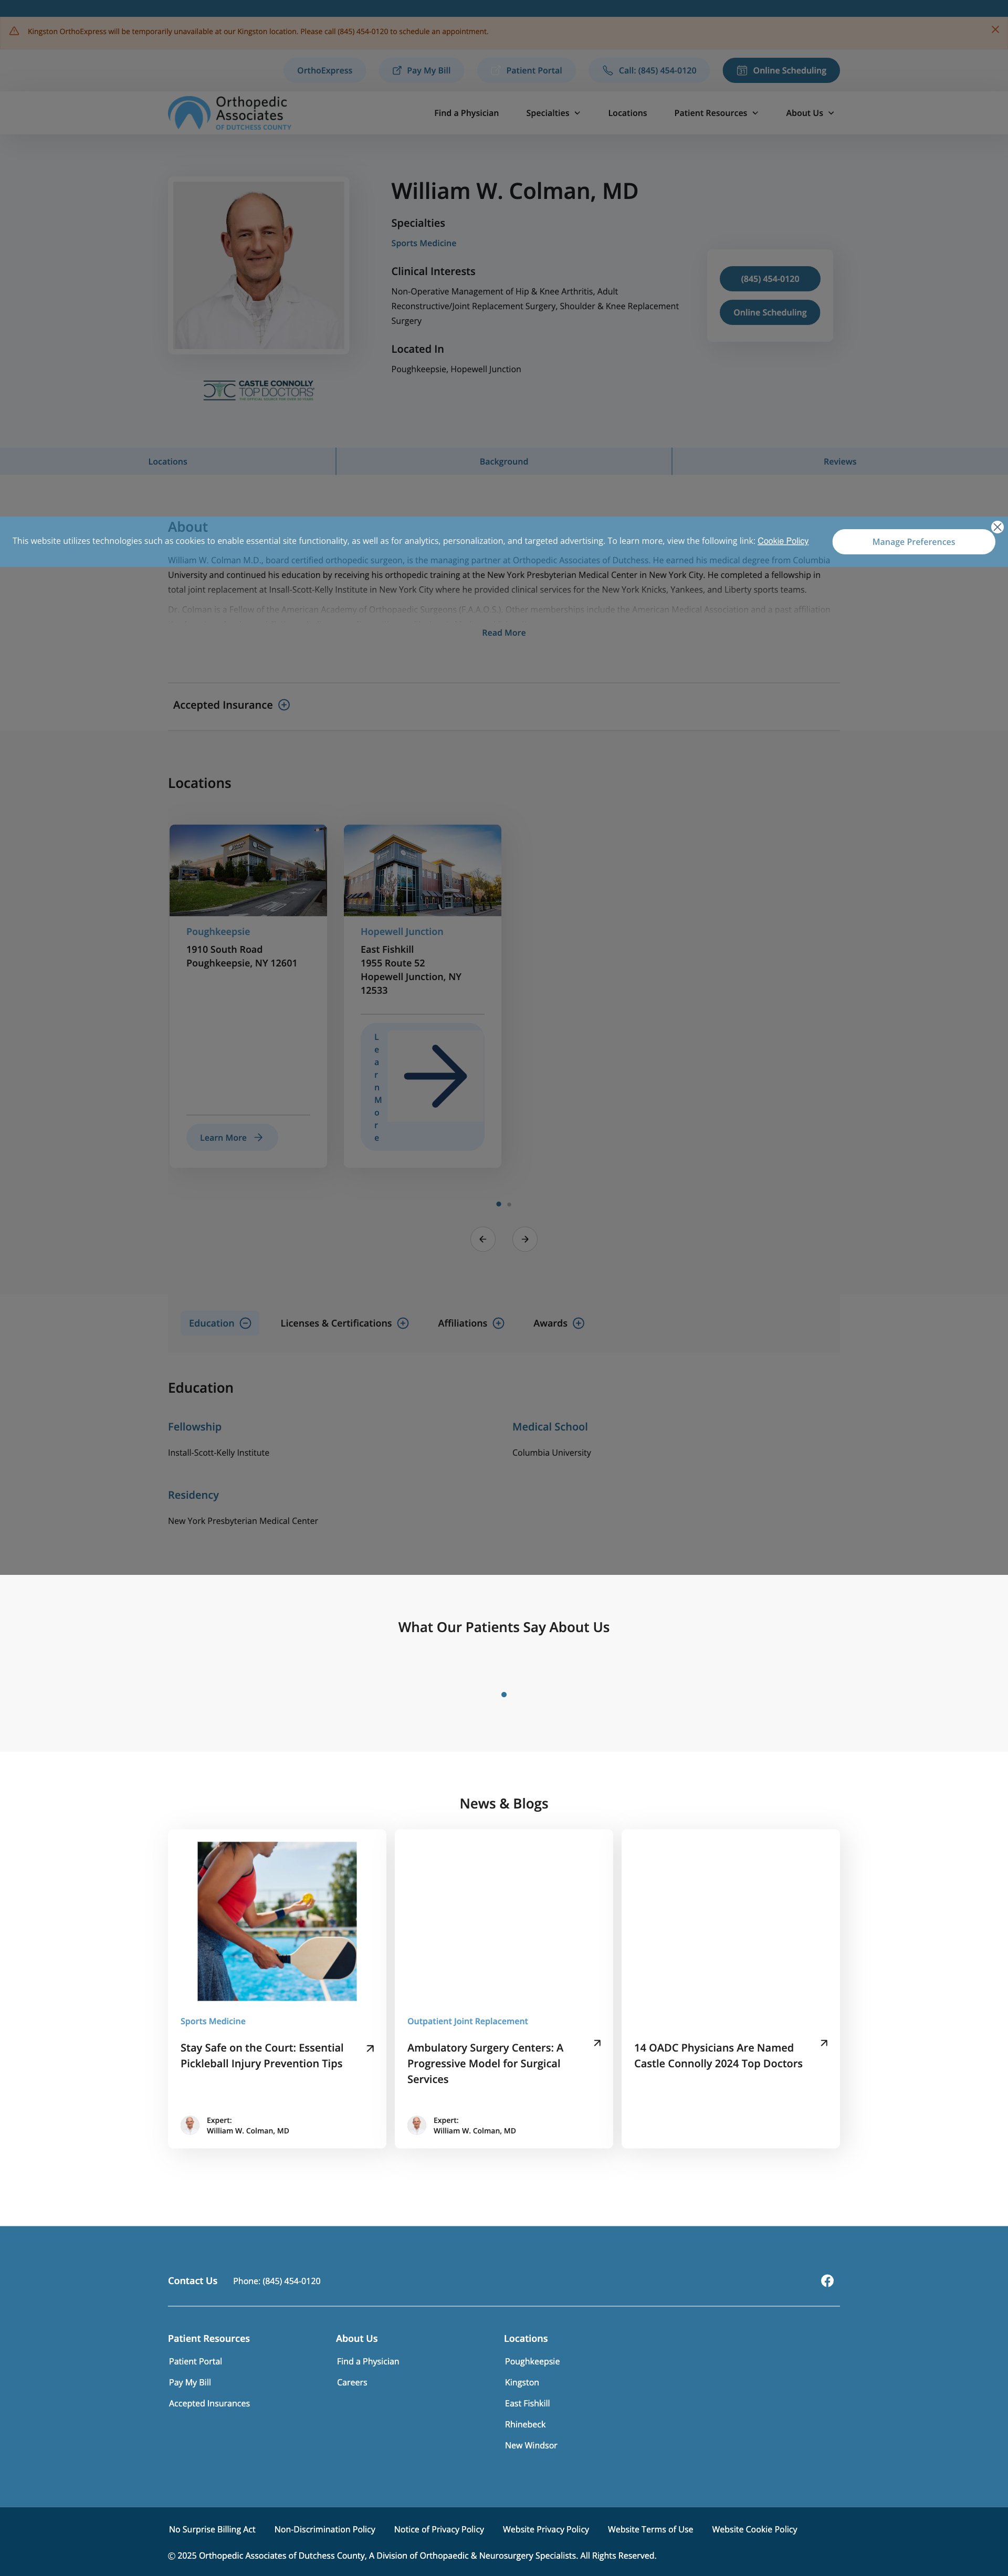 Kingston OrthoExpress will be temporarily unavailable at our Kingston location. Please call (845) 454-0120 to schedule an appointment.
OrthoExpress
Pay My Bill
Patient Portal
Call: (845) 454-0120
Online Scheduling
Orthopedic
Associates
OF DUTCHESS COUNTY
Find a Physician
Specialties
Locations
Patient Resources
About Us
William W. Colman, MD
Specialties
Sports Medicine
Clinical Interests
Non-Operative Management of Hip & Knee Arthritis, Adult
Reconstructive/Joint Replacement Surgery, Shoulder & Knee Replacement
Surgery
Located In
Poughkeepsie, Hopewell Junction
(845) 454-0120
Online Scheduling
CASTLE CONNOLLY
TOP DOCTORS
Locations
Background
Reviews
About
This website utilizes technologies such as cookies to enable essential site functionality, as well as for analytics, personalization, and targeted advertising. To learn more, view the following link: Cookie Policy
Manage Preferences
William W. Colman M.D., board certified orthopedic surgeon, is the managing partner at Orthopedic Associates of Dutchess. He earned his medical degree from Columbia
University and continued his education by receiving his orthopedic training at the New York Presbyterian Medical Center in New York City. He completed a fellowship in
total joint replacement at Insall-Scott-Kelly Institute in New York City where he provided clinical services for the New York Knicks, Yankees, and Liberty sports teams.
Dr. Colman is a Fellow of the American Academy of Orthopaedic Surgeons (F.A.A.O.S.). Other memberships include the American Medical Association and a past affiliation
Read More
Accepted Insurance
Locations
Poughkeepsie
1910 South Road
Poughkeepsie, NY 12601
Learn More
Hopewell Junction
East Fishkill
1955 Route 52
Hopewell Junction, NY
12533
L
e
a
r
n
M
o
r
e
Education
Licenses & Certifications
Affiliations
Awards
Education
Fellowship
Install-Scott-Kelly Institute
Medical School
Columbia University
Residency
New York Presbyterian Medical Center
What Our Patients Say About Us
News & Blogs
Sports Medicine
Stay Safe on the Court: Essential
Pickleball Injury Prevention Tips
Expert:
William W. Colman, MD
Outpatient Joint Replacement
Ambulatory Surgery Centers: A
Progressive Model for Surgical
Services
Expert:
William W. Colman, MD
14 OADC Physicians Are Named
Castle Connolly 2024 Top Doctors
Contact Us
Phone: (845) 454-0120
Patient Resources
Patient Portal
Pay My Bill
Accepted Insurances
About Us
Find a Physician
Careers
Locations
Poughkeepsie
Kingston
East Fishkill
Rhinebeck
New Windsor
No Surprise Billing Act
Non-Discrimination Policy
Notice of Privacy Policy
Website Privacy Policy
Website Terms of Use
Website Cookie Policy
© 2025 Orthopedic Associates of Dutchess County, A Division of Orthopaedic & Neurosurgery Specialists. All Rights Reserved.